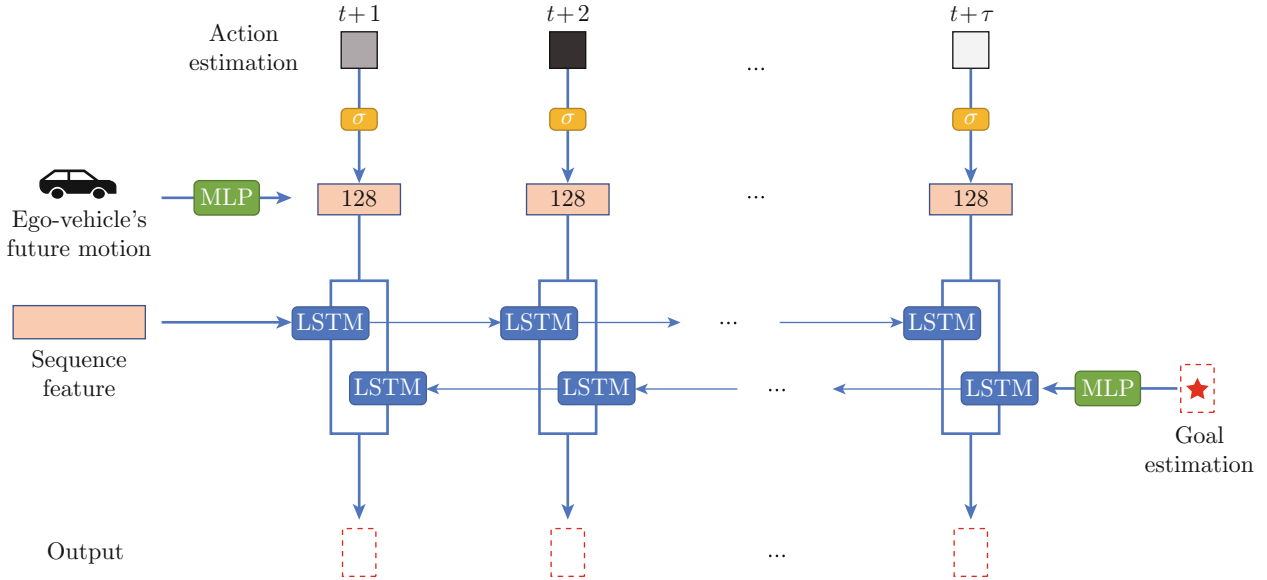 t+1 t+2 t+τ
Action
estimation
...
σ σ σ
MLP 128 128 ... 128
Ego-vehicle's
future motion
LSTM LSTM ... LSTM
Sequence
feature
LSTM LSTM ... LSTM MLP
Goal
estimation
Output ...